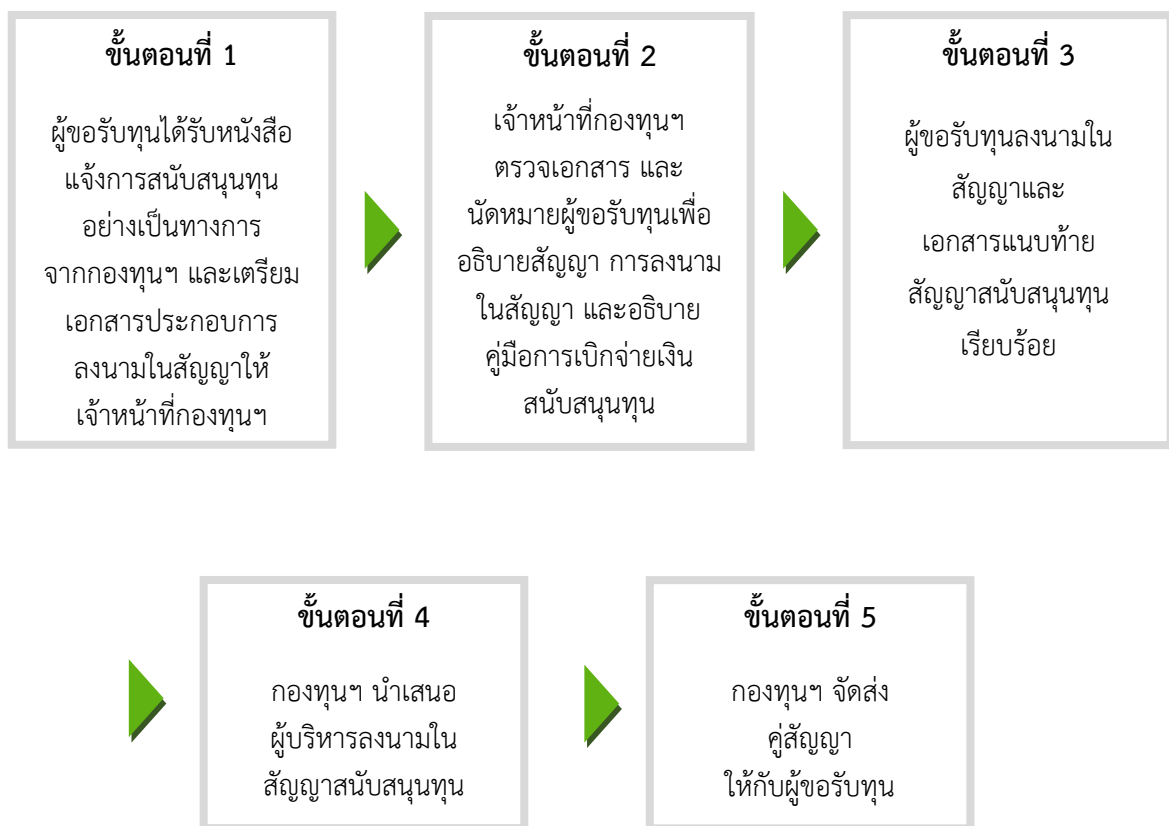 ขั้นตอนที่ 1
ผู้ขอรับทุนได้รับหนังสือ
แจ้งการสนับสนุนทุน
อย่างเป็นทางการ
จากกองทุนฯ และเตรียม
เอกสารประกอบการ
ลงนามในสัญญาให้
เจ้าหน้าที่กองทุนฯ
ขั้นตอนที่ 2
เจ้าหน้าที่กองทุนฯ
ตรวจเอกสาร และ
นัดหมายผู้ขอรับทุนเพื่อ
อธิบายสัญญา การลงนาม
ในสัญญา และอธิบาย
คู่มือการเบิกจ่ายเงิน
สนับสนุนทุน
ขั้นตอนที่ 3
ผู้ขอรับทุนลงนามใน
สัญญาและ
เอกสารแนบท้าย
สัญญาสนับสนุนทุน
เรียบร้อย
ขั้นตอนที่ 4
กองทุนฯ นำเสนอ
ผู้บริหารลงนามใน
สัญญาสนับสนุนทุน
ขั้นตอนที่ 5
กองทุนฯ จัดส่ง
คู่สัญญา
ให้กับผู้ขอรับทุน